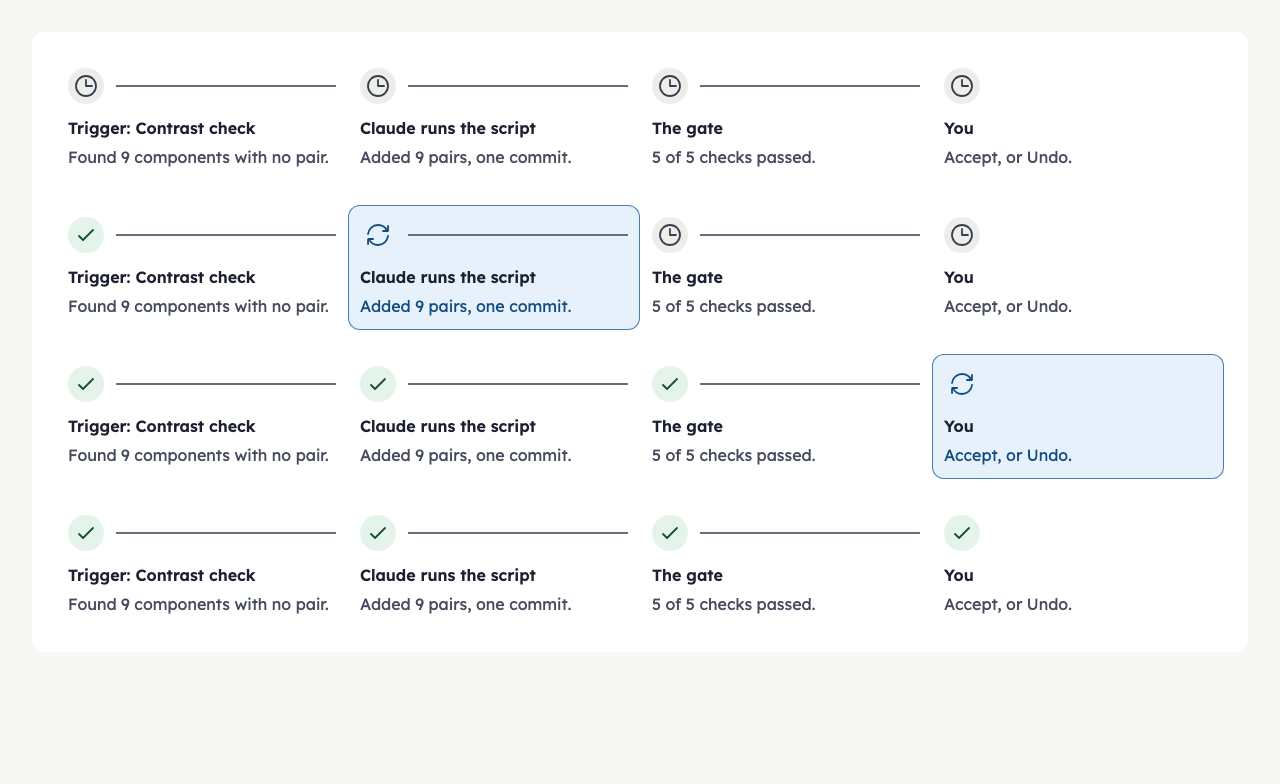 Trigger: Contrast check
Found 9 components with no pair.
Claude runs the script
Added 9 pairs, one commit.
The gate
5 of 5 checks passed.
You
Accept, or Undo.
Trigger: Contrast check
Found 9 components with no pair.
Claude runs the script
Added 9 pairs, one commit.
The gate
5 of 5 checks passed.
You
Accept, or Undo.
Trigger: Contrast check
Found 9 components with no pair.
Claude runs the script
Added 9 pairs, one commit.
The gate
5 of 5 checks passed.
You
Accept, or Undo.
Trigger: Contrast check
Found 9 components with no pair.
Claude runs the script
Added 9 pairs, one commit.
The gate
5 of 5 checks passed.
You
Accept, or Undo.